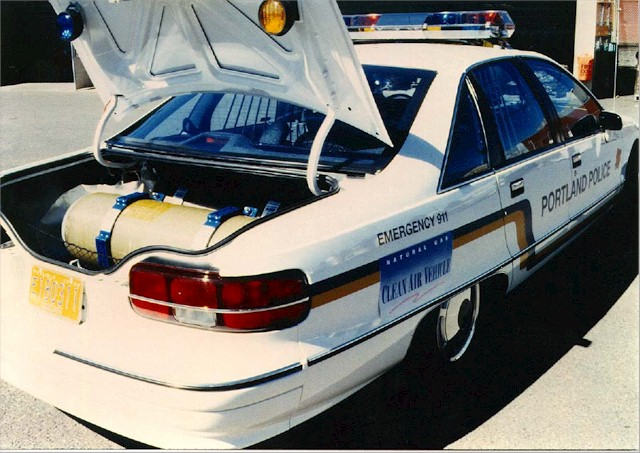 EMERGENCY 911
PORTLAND POLICE
NATURAL GAS
CLEAN AIR VEHICLE